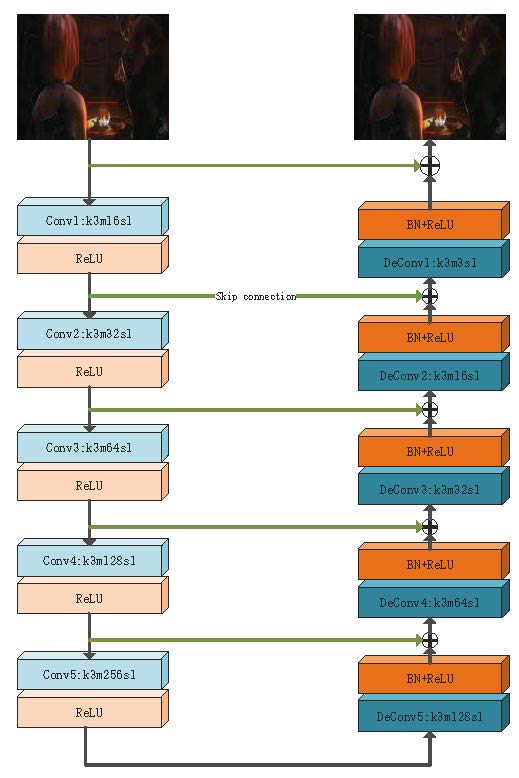 Conv1:k3m16s1
ReLU
Skip connection
Conv2:k3m32s1
ReLU
Conv3:k3m64s1
ReLU
Conv4:k3m128s1
ReLU
Conv5:k3m256s1
ReLU
BN+ReLU
DeConv1:k3m3s1
BN+ReLU
DeConv2:k3m16s1
BN+ReLU
DeConv3:k3m32s1
BN+ReLU
DeConv4:k3m64s1
BN+ReLU
DeConv5:k3m128s1